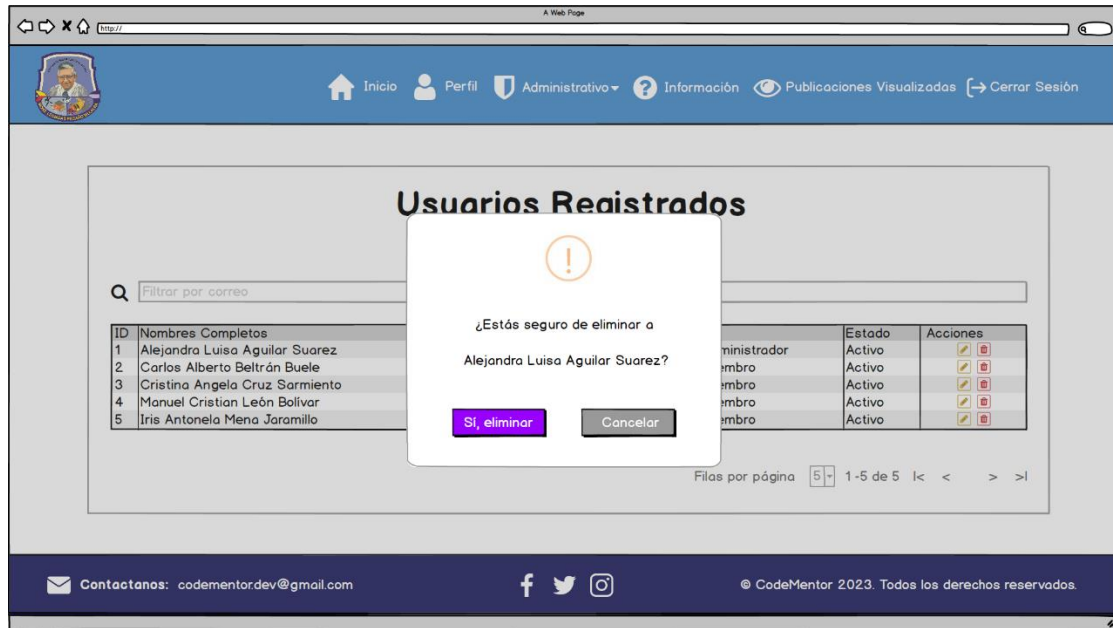 A Web Page
http://
Inicio Perfil Administrativo Información Publicaciones Visualizadas Cerrar Sesión
Usuarios Registrados
Filtrar por correo
¿Estás seguro de eliminar a
Alejandra Luisa Aguilar Suarez?
Sí, eliminar Cancelar
ID Nombres Completos Estado Acciones
1 Alejandra Luisa Aguilar Suarez ministrador Activo
2 Carlos Alberto Beltrán Buele embro Activo
3 Cristina Angela Cruz Sarmiento embro Activo
4 Manuel Cristian León Bolívar embro Activo
5 Iris Antonela Mena Jaramillo embro Activo
Filas por página 5 1-5 de 5 |< < > >|
Contactanos: codementor.dev@gmail.com © CodeMentor 2023. Todos los derechos reservados.